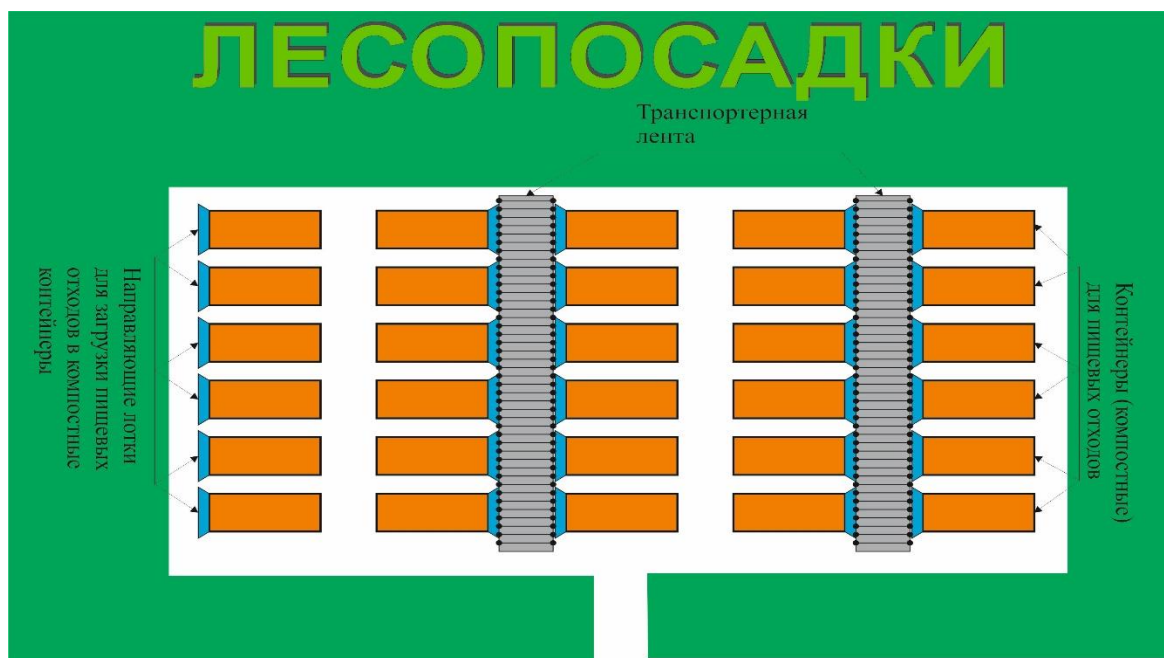 ЛЕСОПОСАДКИ
Транспортерная
лента
Направляющие лотки
для загрузки пищевых
отходов в компостные
контейнеры
Контейнеры (компостные)
для пищевых отходов